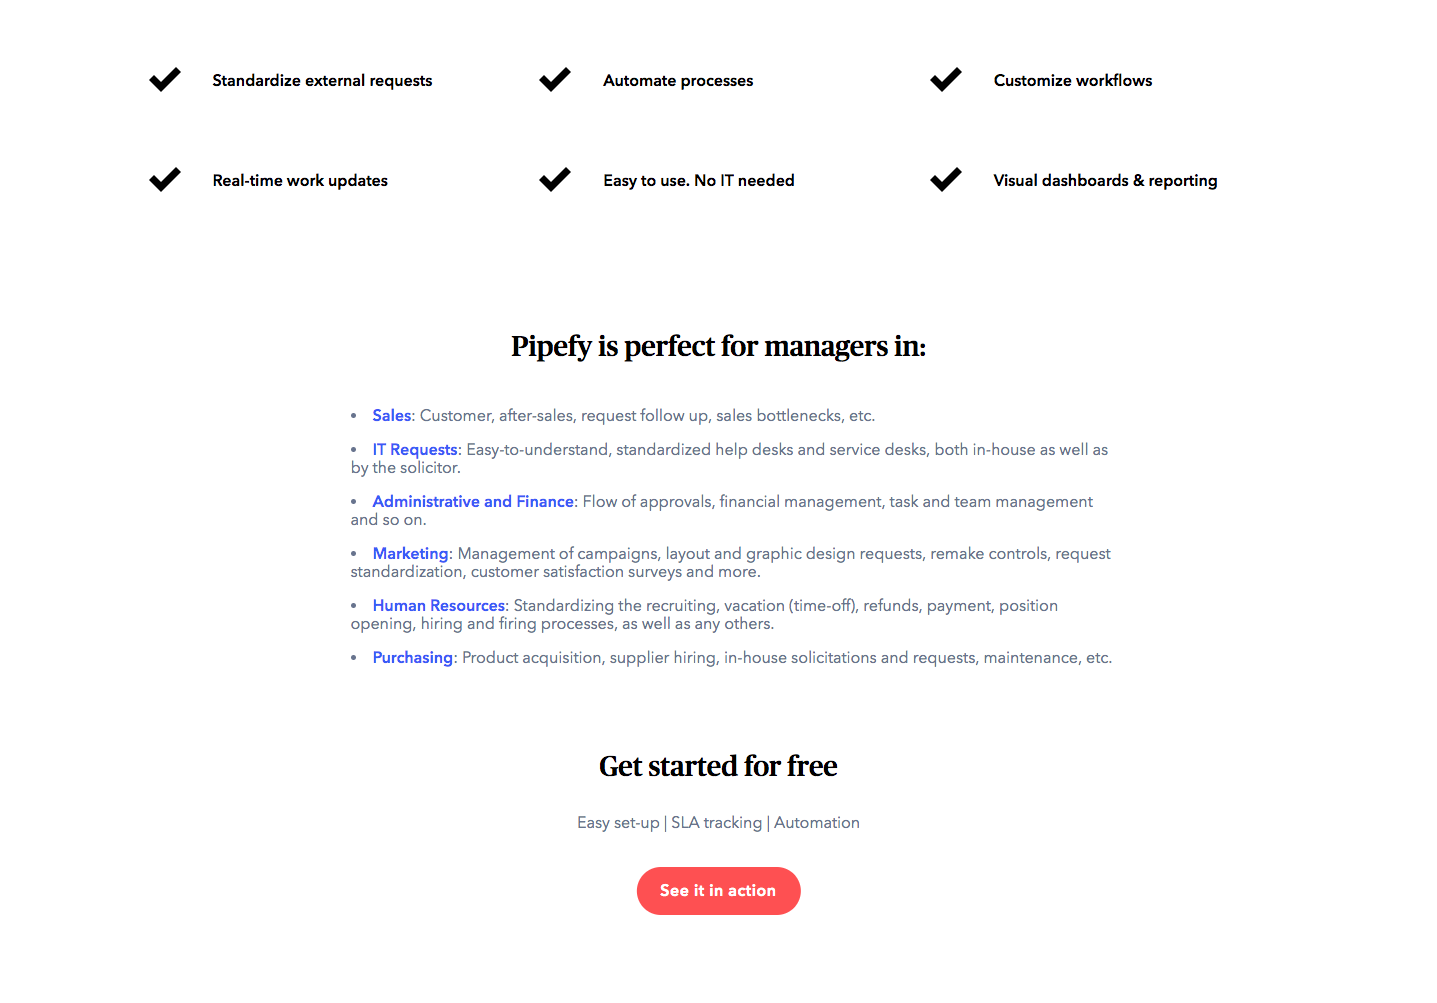 Standardize external requests
Automate processes
Customize workflows
Real-time work updates
Easy to use. No IT needed
Visual dashboards & reporting
Pipefy is perfect for managers in:
• Sales: Customer, after-sales, request follow up, sales bottlenecks, etc.
• IT Requests: Easy-to-understand, standardized help desks and service desks, both in-house as well as
by the solicitor.
• Administrative and Finance: Flow of approvals, financial management, task and team management
and so on.
• Marketing: Management of campaigns, layout and graphic design requests, remake controls, request
standardization, customer satisfaction surveys and more.
• Human Resources: Standardizing the recruiting, vacation (time-off), refunds, payment, position
opening, hiring and firing processes, as well as any others.
• Purchasing: Product acquisition, supplier hiring, in-house solicitations and requests, maintenance, etc.
Get started for free
Easy set-up | SLA tracking | Automation
See it in action